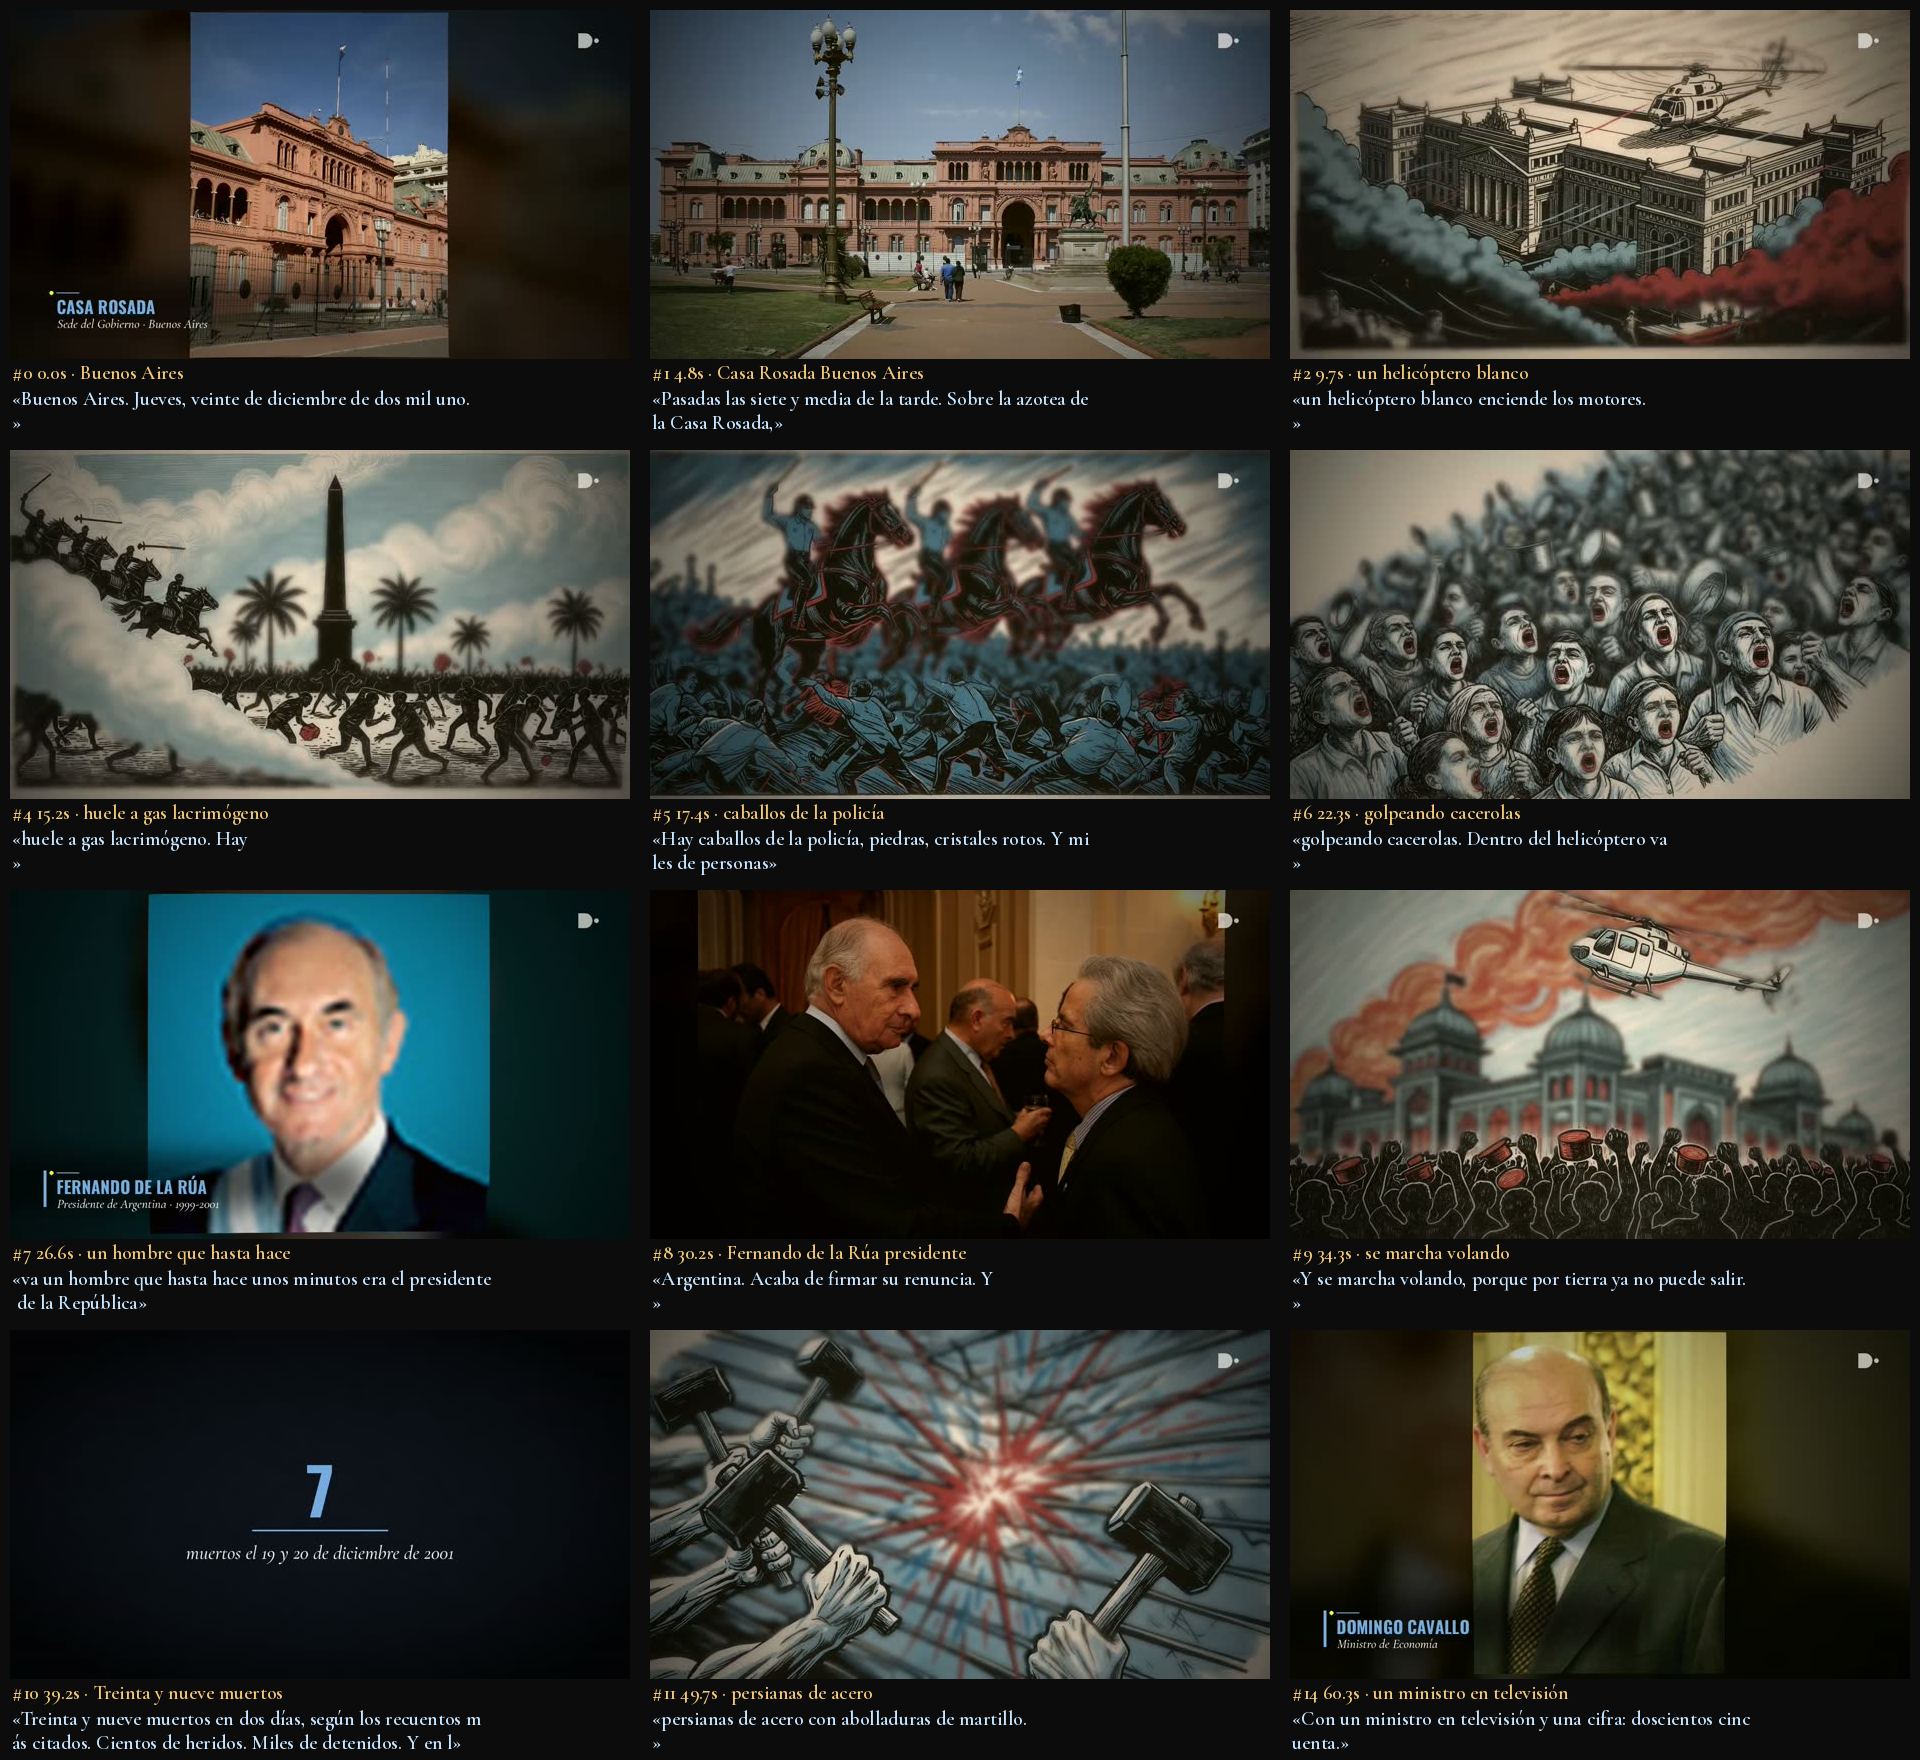 CASA ROSADA
Sede del Gobierno · Buenos Aires
#0 0.0s · Buenos Aires
«Buenos Aires. Jueves, veinte de diciembre de dos mil uno.
»
#1 4.8s · Casa Rosada Buenos Aires
«Pasadas las siete y media de la tarde. Sobre la azotea de
la Casa Rosada,»
#2 9.7s · un helicóptero blanco
«un helicóptero blanco enciende los motores.
»
#4 15.2s · huele a gas lacrimógeno
«huele a gas lacrimógeno. Hay
»
#5 17.4s · caballos de la policía
«Hay caballos de la policía, piedras, cristales rotos. Y mi
les de personas»
#6 22.3s · golpeando cacerolas
«golpeando cacerolas. Dentro del helicóptero va
»
FERNANDO DE LA RÚA
Presidente de Argentina · 1999-2001
#7 26.6s · un hombre que hasta hace
«va un hombre que hasta hace unos minutos era el presidente
de la República»
#8 30.2s · Fernando de la Rúa presidente
«Argentina. Acaba de firmar su renuncia. Y
»
#9 34.3s · se marcha volando
«Y se marcha volando, porque por tierra ya no puede salir.
»
7
muertos el 19 y 20 de diciembre de 2001
#10 39.2s · Treinta y nueve muertos
«Treinta y nueve muertos en dos días, según los recuentos m
ás citados. Cientos de heridos. Miles de detenidos. Y en l»
#11 49.7s · persianas de acero
«persianas de acero con abolladuras de martillo.
»
DOMINGO CAVALLO
Ministro de Economía
#14 60.3s · un ministro en televisión
«Con un ministro en televisión y una cifra: doscientos cinc
uenta.»